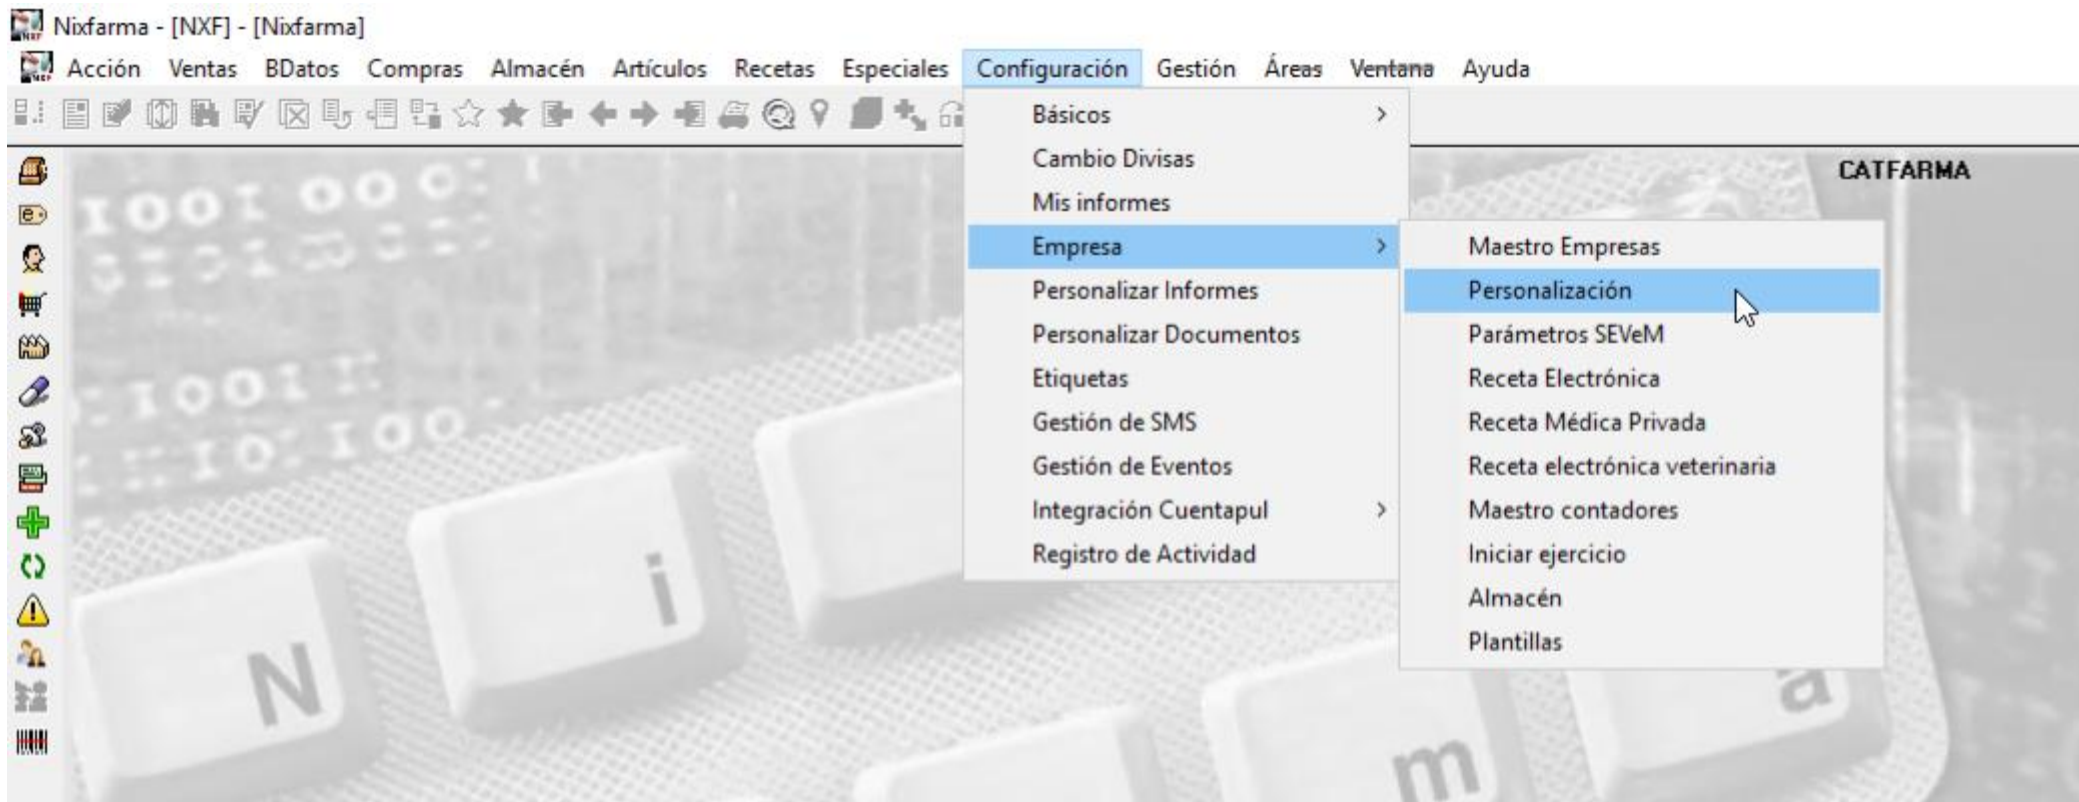 Nixfarma - [NXF] - [Nixfarma]
Acción Ventas BDatos Compras Almacén Artículos Recetas Especiales Configuración Gestión Áreas Ventana Ayuda
Básicos
Cambio Divisas
Mis informes
Empresa
Personalizar Informes
Personalizar Documentos
Etiquetas
Gestión de SMS
Gestión de Eventos
Integración Cuentapul
Registro de Actividad
CATFARMA
Maestro Empresas
Personalización
Parámetros SEVeM
Receta Electrónica
Receta Médica Privada
Receta electrónica veterinaria
Maestro contadores
Iniciar ejercicio
Almacén
Plantillas
N i
m a